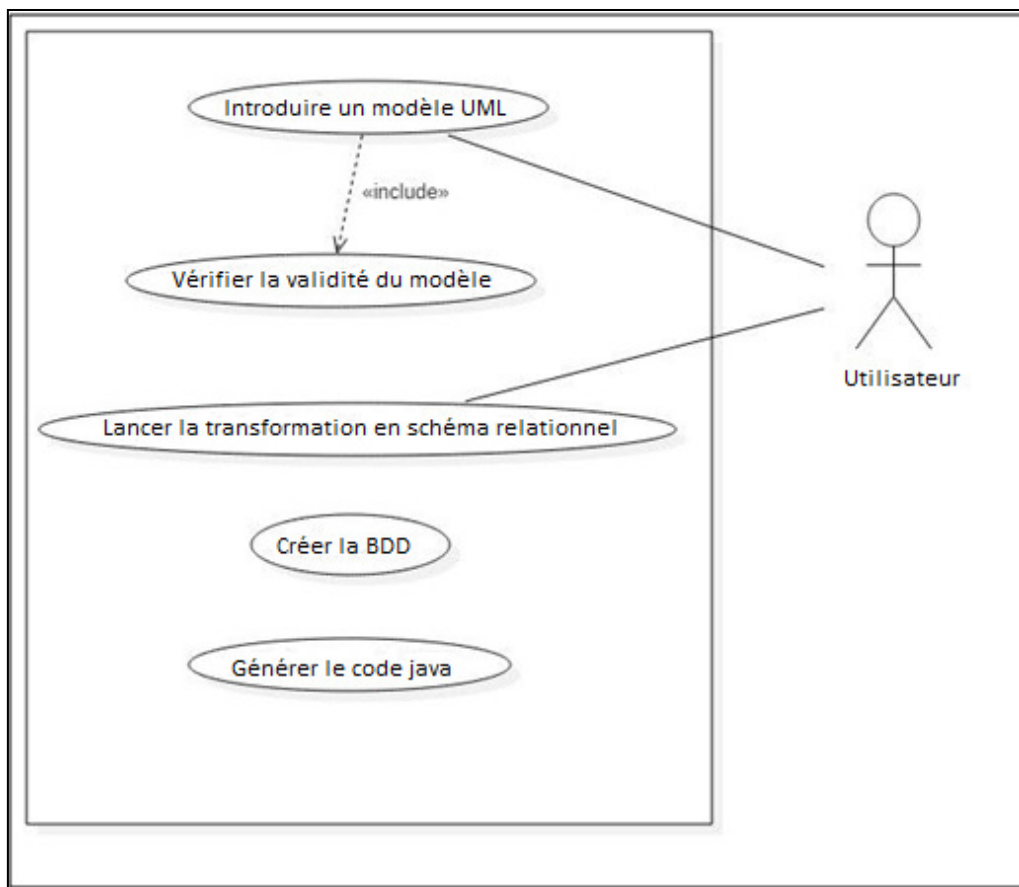 Introduire un modèle UML
«include»
Vérifier la validité du modèle
Utilisateur
Lancer la transformation en schéma relationnel
Créer la BDD
Générer le code java